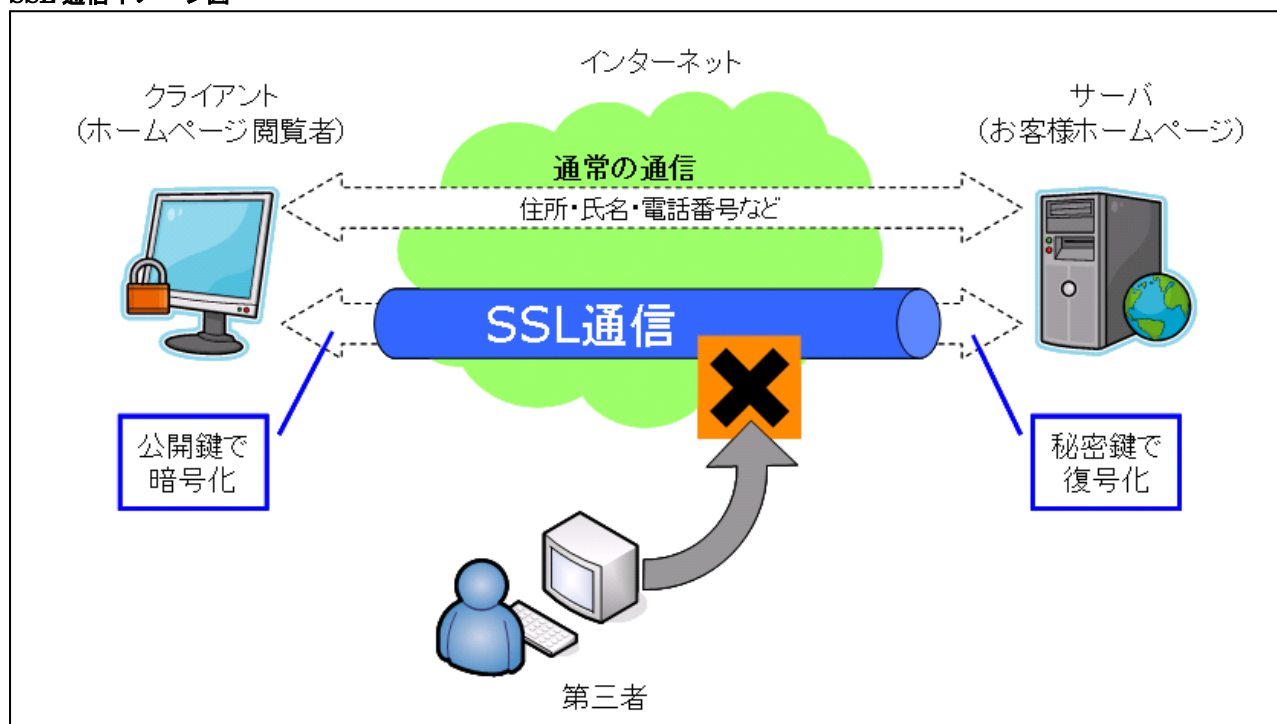 インターネット
クライアント
(ホームページ閲覧者)
サーバ
(お客様ホームページ)
通常の通信
住所・氏名・電話番号など
SSL通信
公開鍵で
暗号化
秘密鍵で
復号化
第三者